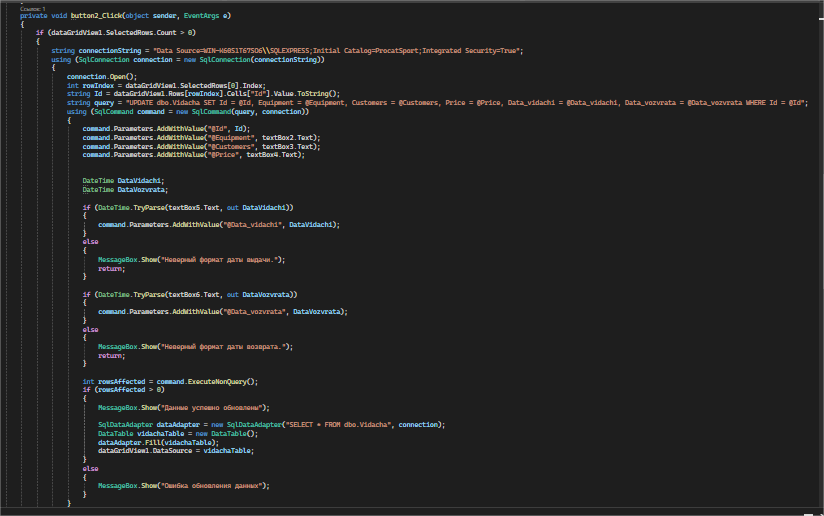 Ссылок: 1
private void button2_Click(object sender, EventArgs e)
{
if (dataGridView1.SelectedRows.Count > 0)
{
string connectionString = "Data Source=WIN-H6051T67SO6\\SQLEXPRESS;Initial Catalog=ProcatSport;Integrated Security=True";
using (SqlConnection connection = new SqlConnection(connectionString))
{
connection.Open();
int rowIndex = dataGridView1.SelectedRows[0].Index;
string Id = dataGridView1.Rows[rowIndex].Cells["Id"].Value.ToString();
string query = "UPDATE dbo.Vidacha SET Id = @Id, Equipment = @Equipment, Customers = @Customers, Price = @Price, Data_vidachi = @Data_vidachi, Data_vozvrata = @Data_vozvrata WHERE Id = @Id";
using (SqlCommand command = new SqlCommand(query, connection))
{
command.Parameters.AddWithValue("@Id", Id);
command.Parameters.AddWithValue("@Equipment", textBox2.Text);
command.Parameters.AddWithValue("@Customers", textBox3.Text);
command.Parameters.AddWithValue("@Price", textBox4.Text);
DateTime DataVidachi;
DateTime DataVozvrata;
if (DateTime.TryParse(textBox5.Text, out DataVidachi))
{
command.Parameters.AddWithValue("@Data_vidachi", DataVidachi);
}
else
{
MessageBox.Show("Неверный формат даты выдачи.");
return;
}
if (DateTime.TryParse(textBox6.Text, out DataVozvrata))
{
command.Parameters.AddWithValue("@Data_vozvrata", DataVozvrata);
}
else
{
MessageBox.Show("Неверный формат даты возврата.");
return;
}
int rowsAffected = command.ExecuteNonQuery();
if (rowsAffected > 0)
{
MessageBox.Show("Данные успешно обновлены");
SqlDataAdapter dataAdapter = new SqlDataAdapter("SELECT * FROM dbo.Vidacha", connection);
DataTable vidachaTable = new DataTable();
dataAdapter.Fill(vidachaTable);
dataGridView1.DataSource = vidachaTable;
}
else
{
MessageBox.Show("Ошибка обновления данных");
}
}